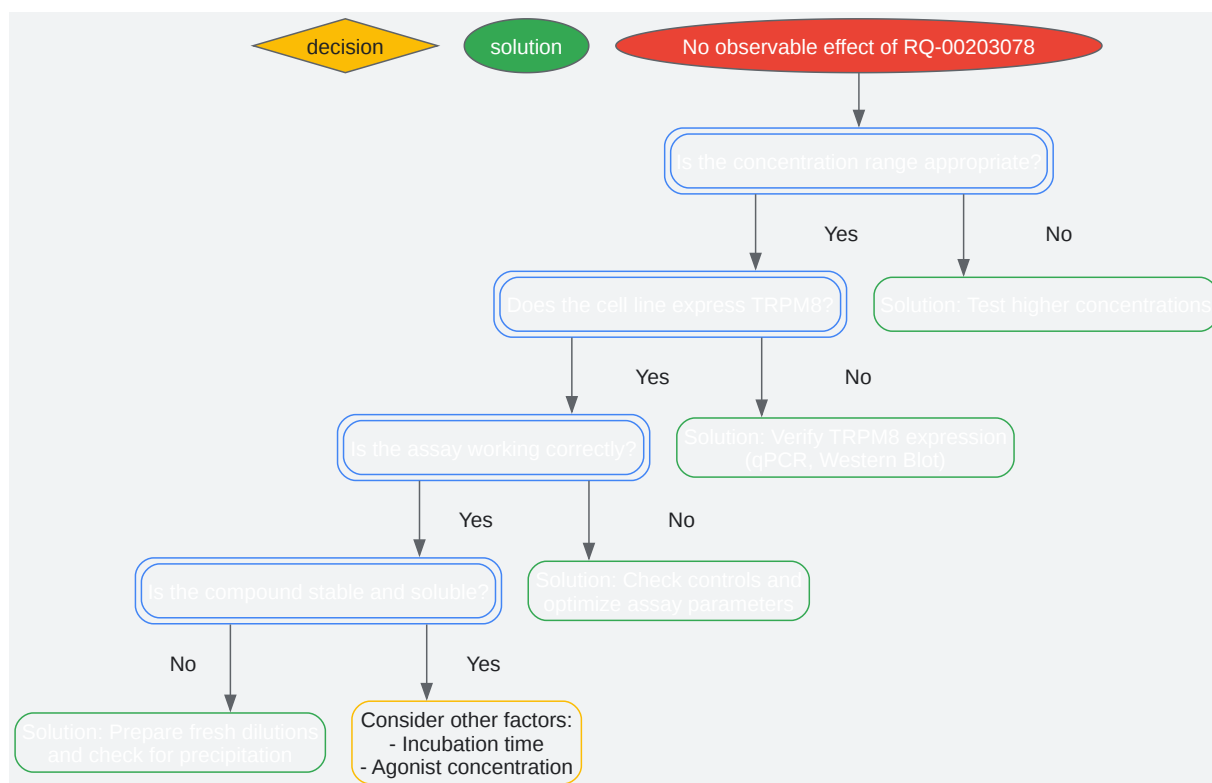 decision
solution
No observable effect of RQ-00203078
Is the concentration range appropriate?
Yes
No
Does the cell line express TRPM8?
Solution: Test higher concentrations
Yes
No
Is the assay working correctly?
Solution: Verify TRPM8 expression
(qPCR, Western Blot)
Yes
No
Is the compound stable and soluble?
Solution: Check controls and
optimize assay parameters
No
Yes
Solution: Prepare fresh dilutions
and check for precipitation
Consider other factors:
- Incubation time
- Agonist concentration